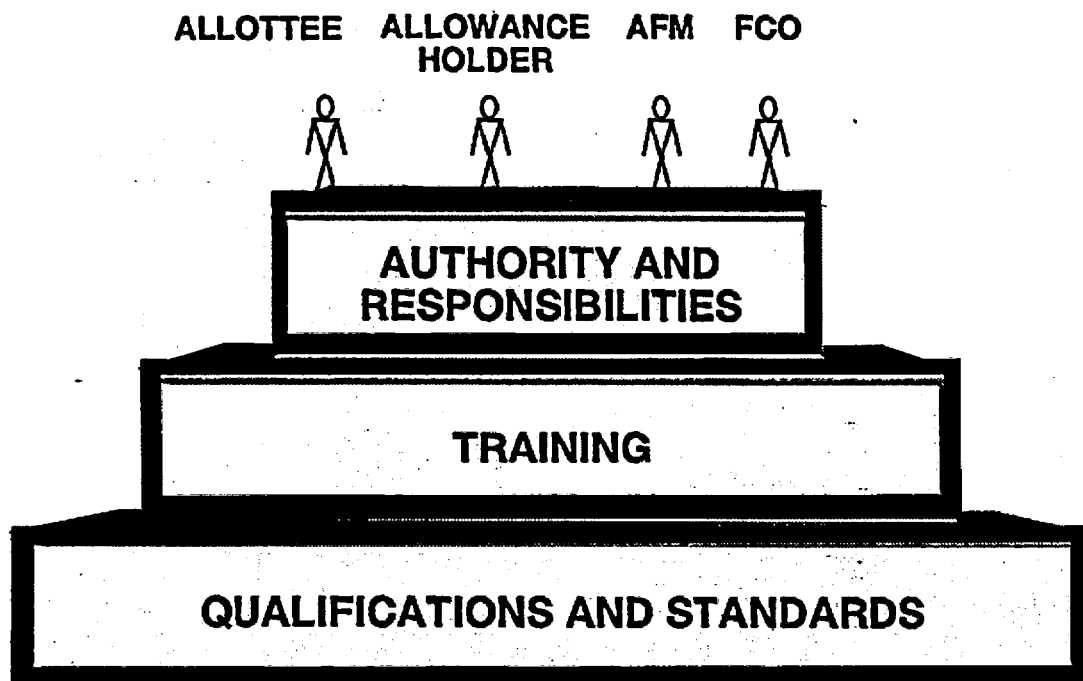 ALLOTTEE ALLOWANCE HOLDER AFM FCO
AUTHORITY AND
RESPONSIBILITIES
TRAINING
QUALIFICATIONS AND STANDARDS